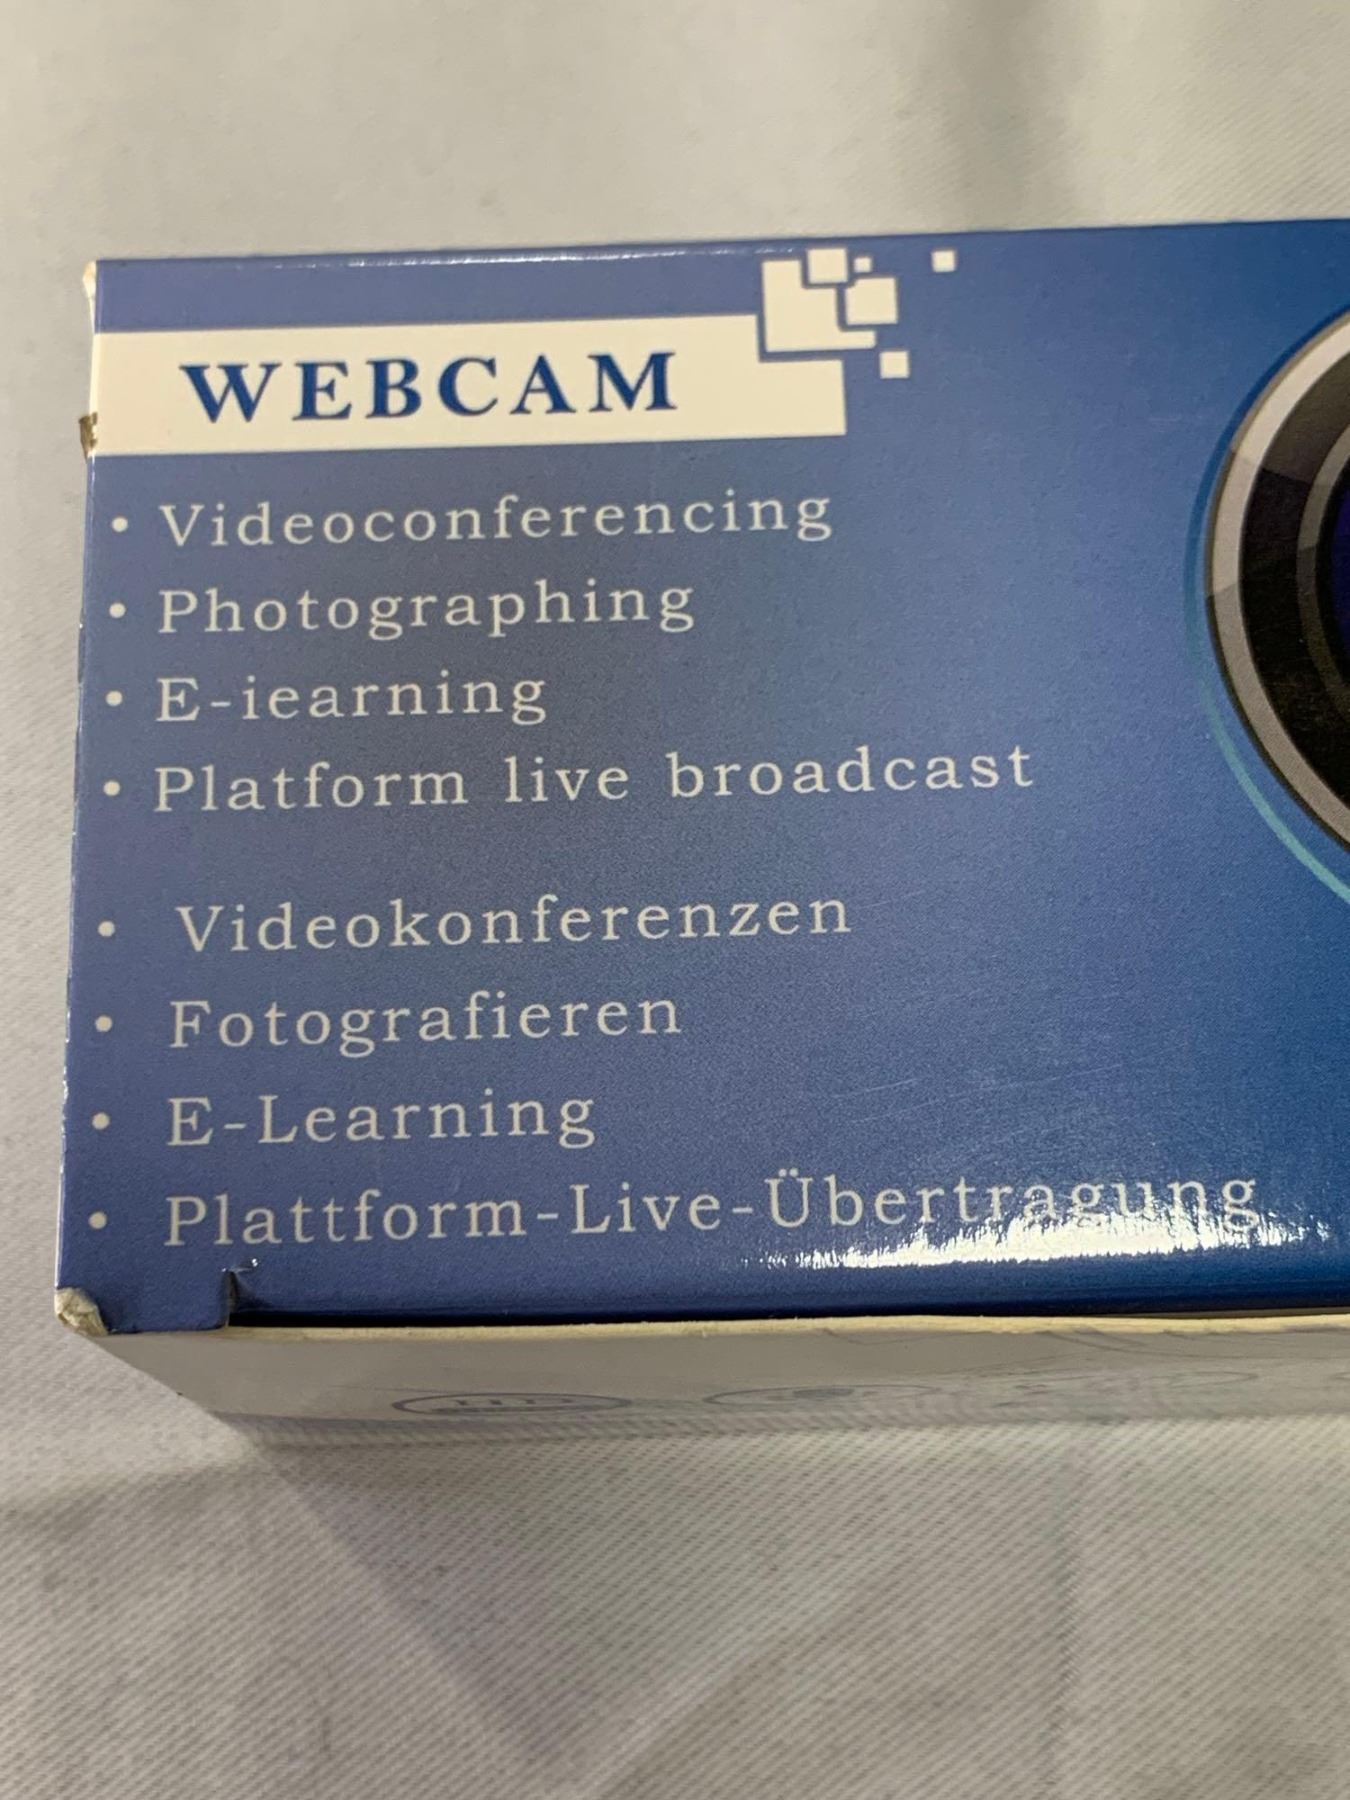 WEBCAM
• Videoconferencing
• Photographing
• E-iearning
• Platform live broadcast
• Videokonferenzen
• Fotografieren
• E-Learning
• Plattform-Live-Übertragung